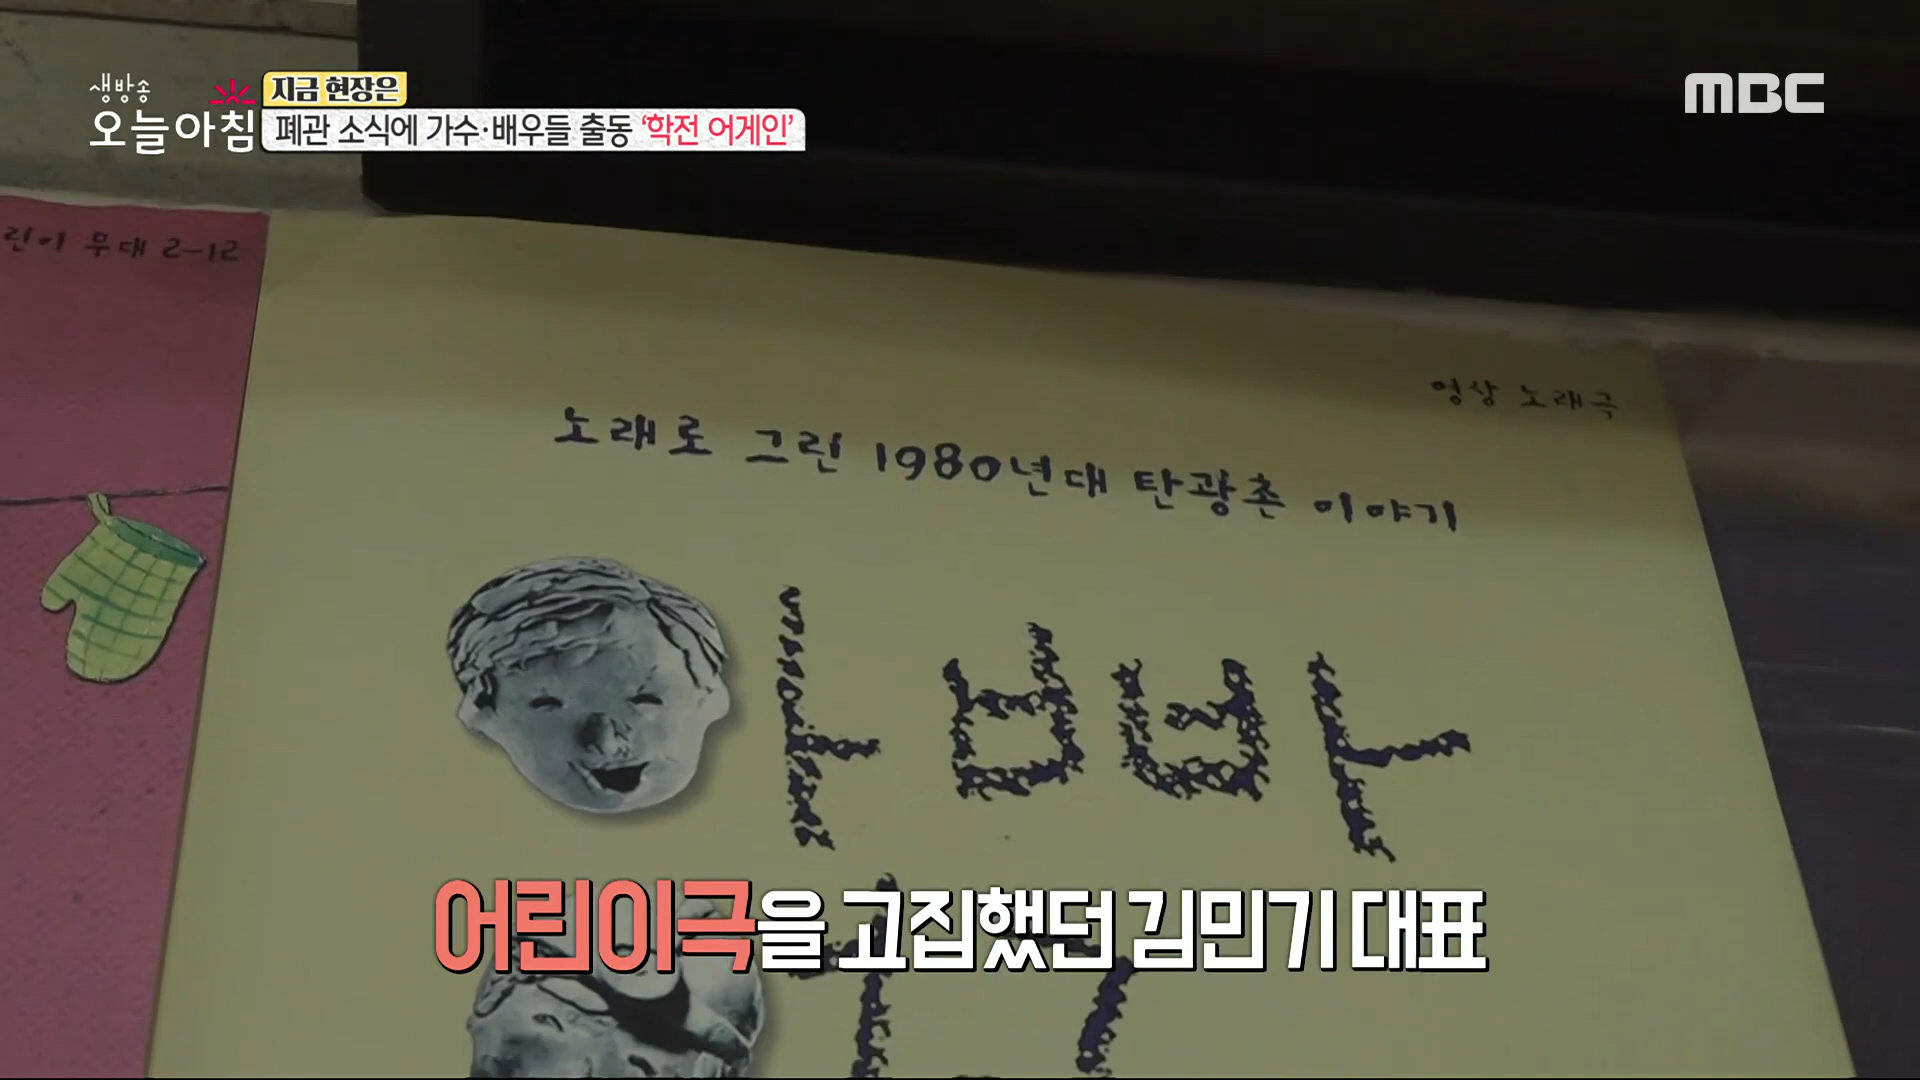 생방송
오늘아침
지금 현장은
폐관 소식에 가수·배우들 출동 ‘학전 어게인’
MBC
린이 무대 2-12
영상 노래극
노래로 그린 1980년대 탄광촌 이야기
아빠
어린이극을 고집했던 김민기 대표